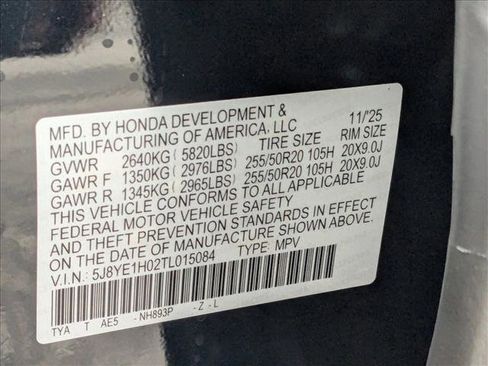 MFD. BY HONDA DEVELOPMENT & 11/'25
MANUFACTURING OF AMERICA, LLC
TIRE SIZE RIM SIZE
GVWR 2640KG ( 5820LBS)
GAWR F 1350KG ( 2976LBS) 255/50R20 105H 20X9.0J
GAWR R 1345KG ( 2965LBS) 255/50R20 105H 20X9.0J
THIS VEHICLE CONFORMS TO ALL APPLICABLE
FEDERAL MOTOR VEHICLE SAFETY
AND THEFT PREVENTION STANDARDS IN EFFECT
ON THE DATE OF MANUFACTURE SHOWN ABOVE.
V.I.N: 5J8YE1H02TL015084 TYPE: MPV
TYA T AE5 -NH893P -Z-L